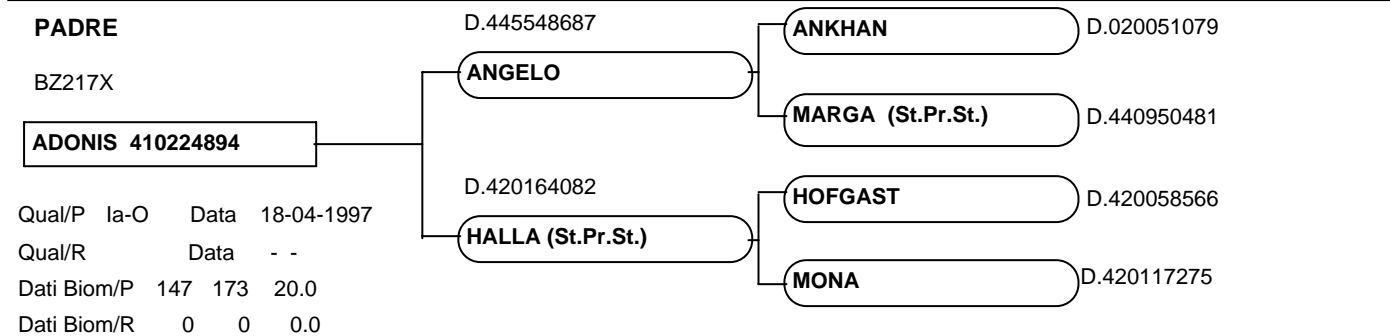 PADRE
BZ217X
ADONIS 410224894
Qual/P Ia-O Data 18-04-1997
Qual/R Data - -
Dati Biom/P 147 173 20.0
Dati Biom/R 0 0 0.0
D.445548687
ANGELO
D.420164082
HALLA (St.Pr.St.)
ANKHAN D.020051079
MARGA (St.Pr.St.) D.440950481
HOFGAST D.420058566
MONA D.420117275